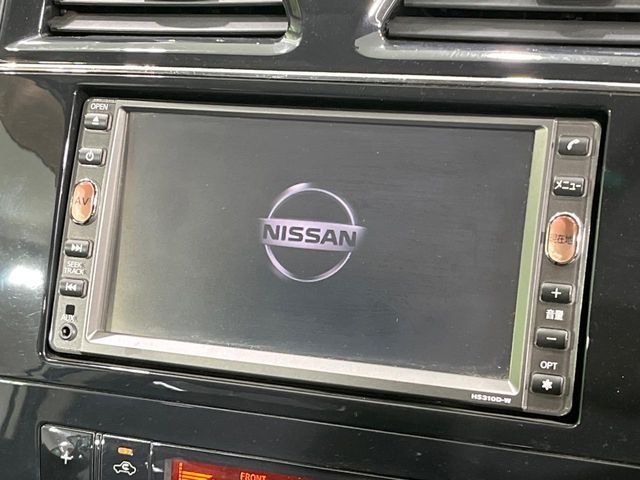 OPEN
AV
SEEK
TRACK
AUX
NISSAN
メニュー
現在地
音量
OPT
HS310D-W
FRONT